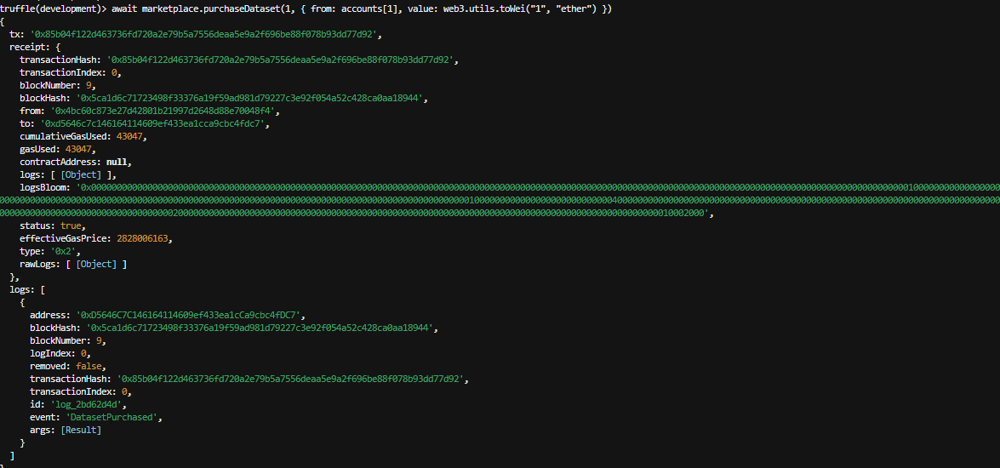 truffle(development)> await marketplace.purchaseDataset(1, { from: accounts[1], value: web3.utils.toWei("1", "ether") })
{
  tx: '0x85b04f122d463736fd720a2e79b5a7556deaa5e9a2f696be88f078b93dd77d92',
  receipt: {
    transactionHash: '0x85b04f122d463736fd720a2e79b5a7556deaa5e9a2f696be88f078b93dd77d92',
    transactionIndex: 0,
    blockNumber: 9,
    blockHash: '0x5ca1d6c71723498f33376a19f59ad981d79227c3e92f054a52c428ca0aa18944',
    from: '0x4bc60c873e27d42801b21997d2648d88e70048f4',
    to: '0xd5646c7c146164114609ef433ea1cca9cbc4fdc7',
    cumulativeGasUsed: 43047,
    gasUsed: 43047,
    contractAddress: null,
    logs: [ [Object] ],
    logsBloom:
    status: true,
    effectiveGasPrice: 2828006163,
    type: '0x2',
    rawLogs: [ [Object] ]
  },
  logs: [
    {
      address: '0xD5646C7C146164114609ef433ea1cCa9cbc4fDC7',
      blockHash: '0x5ca1d6c71723498f33376a19f59ad981d79227c3e92f054a52c428ca0aa18944',
      blockNumber: 9,
      logIndex: 0,
      removed: false,
      transactionHash: '0x85b04f122d463736fd720a2e79b5a7556deaa5e9a2f696be88f078b93dd77d92',
      transactionIndex: 0,
      id: 'log_2bd62d4d',
      event: 'DatasetPurchased',
      args: [Result]
    }
  ]